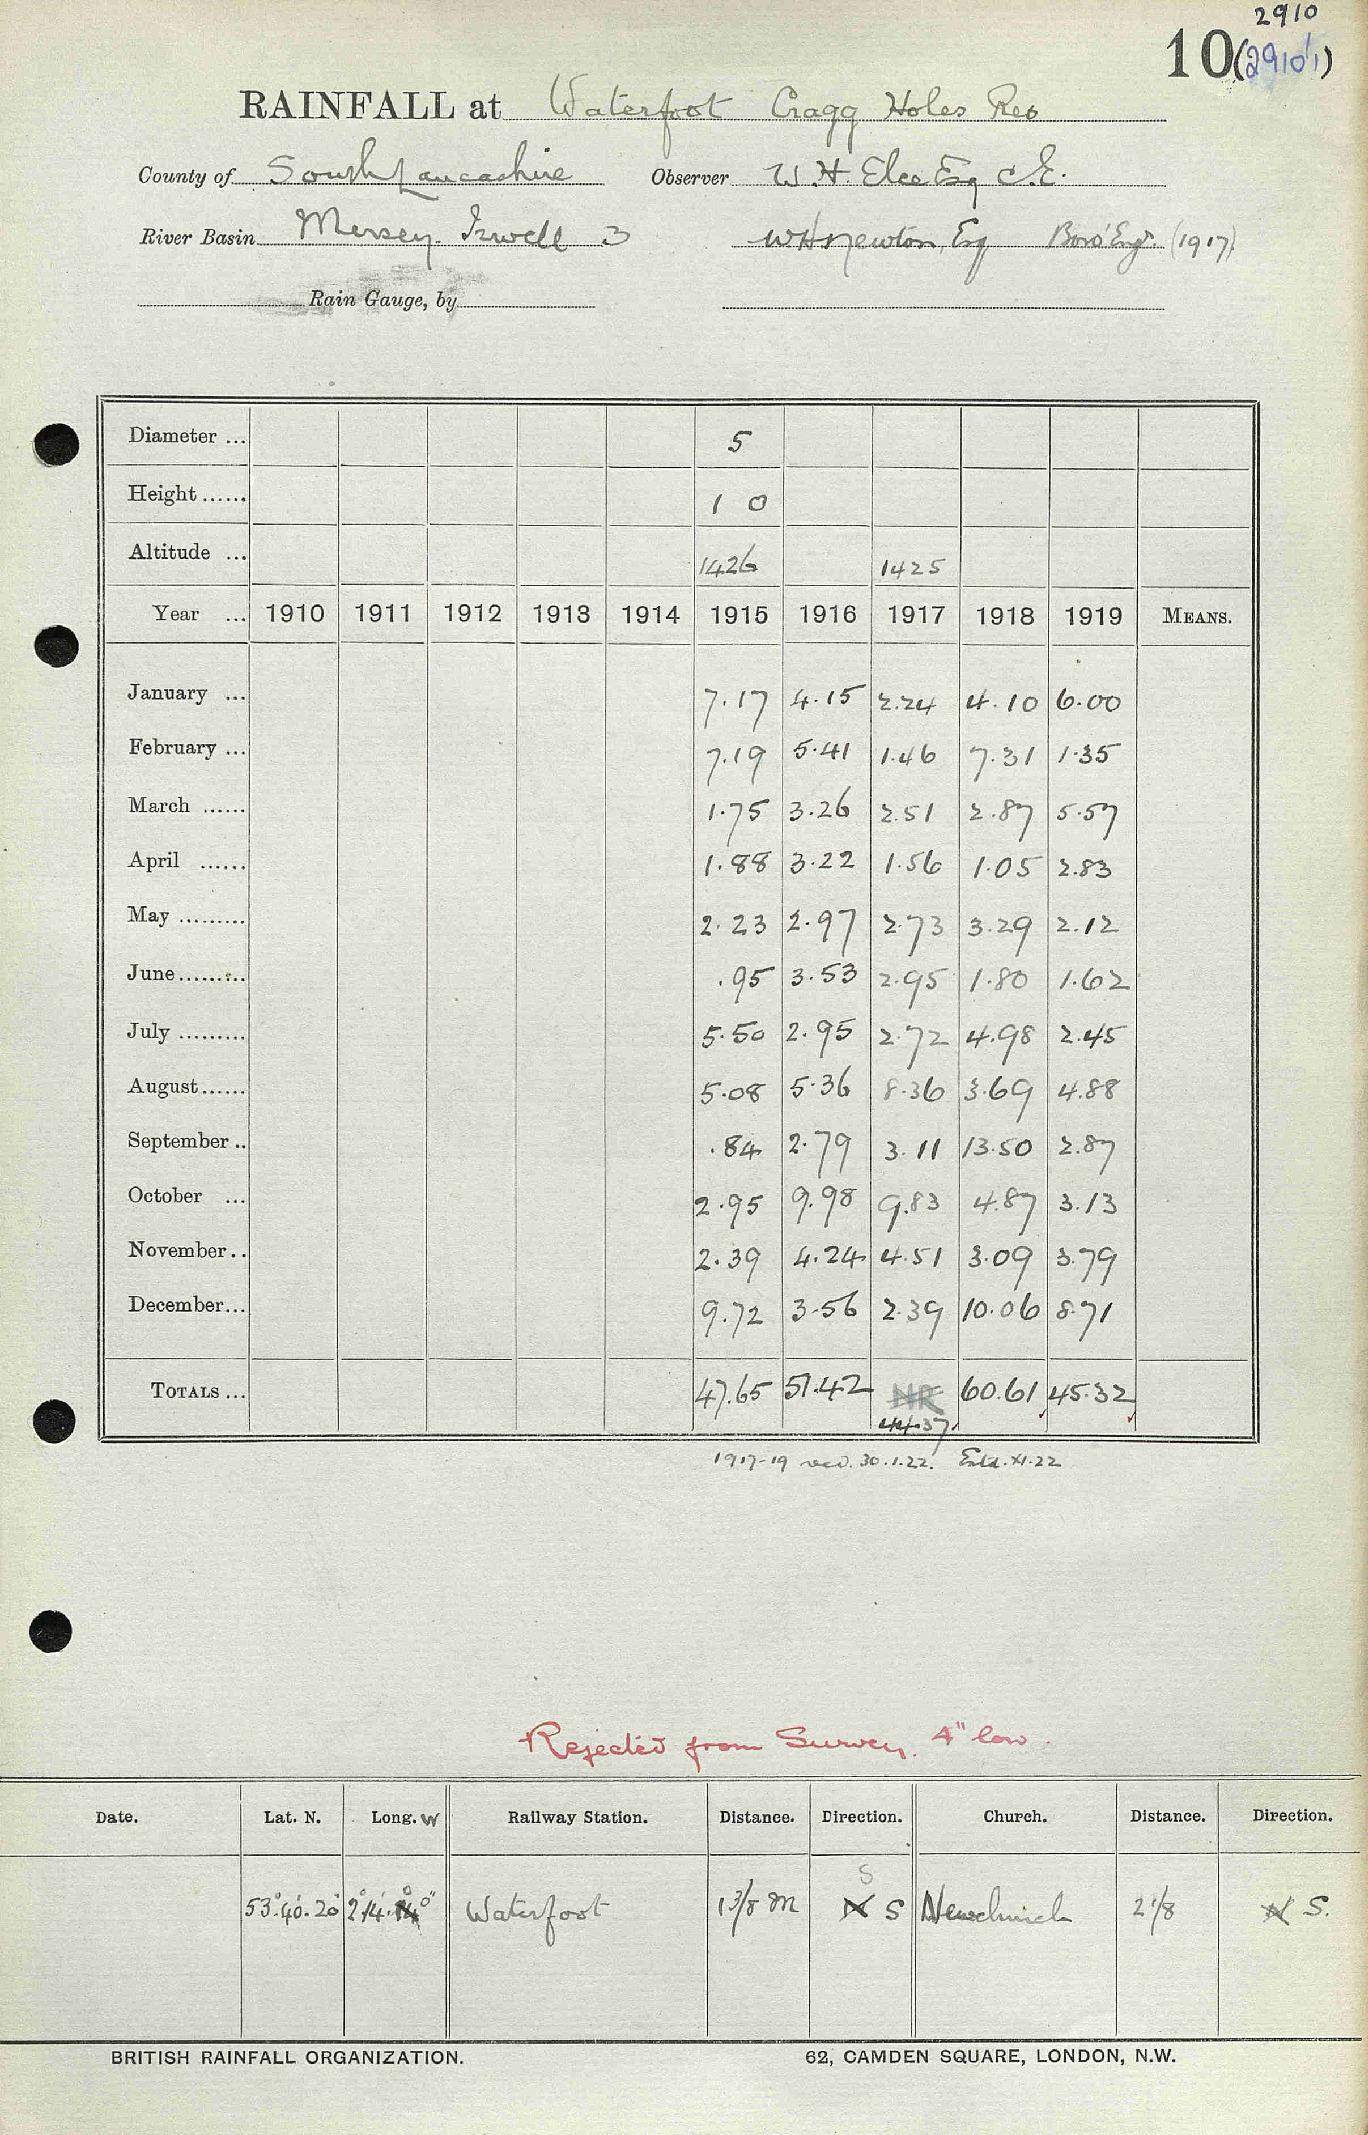 2910
10 (2910/1)
RAINFALL at Waterfoot Cragg Holes Res
County of South Lancashire Observer W. H. Elce Esq C.E.
River Basin Mersey. Irwell 3 W H Newton, Esq Boro' Engr. (1917)
Rain Gauge, by
Diameter ... 5
Height ...... 1 0
Altitude ... 1426 1425
Year ... 1910 1911 1912 1913 1914 1915 1916 1917 1918 1919 MEANS.
January ... 7.17 4.15 2.24 4.10 6.00
February ... 7.19 5.41 1.46 7.31 1.35
March ...... 1.75 3.26 2.51 2.87 5.57
April ...... 1.88 3.22 1.56 1.05 2.83
May ......... 2.23 2.97 2.73 3.29 2.12
June ......... .95 3.53 2.95 1.80 1.62
July ......... 5.50 2.95 2.72 4.98 2.45
August ...... 5.08 5.36 8.36 3.69 4.88
September .. .84 2.79 3.11 13.50 2.87
October ... 2.95 9.98 9.83 4.87 3.13
November .. 2.39 4.24 4.51 3.09 3.79
December ... 9.72 3.56 2.39 10.06 8.71
TOTALS ... 47.65 51.42 NR 60.61 45.32
44.37
1917-19 recd. 30.1.22. Entd. XI.22
Rejected from Survey. 4" low.
Date. Lat. N. Long. W Railway Station. Distance. Direction. Church. Distance. Direction.
S
53°.40'.20" 2°14'.0" Waterfoot 1 3/8 m N S Newchurch 2 1/8 N S.
BRITISH RAINFALL ORGANIZATION. 62, CAMDEN SQUARE, LONDON, N.W.